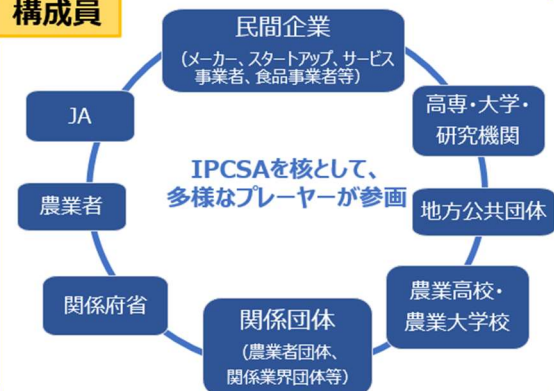 構成員
民間企業
(メーカー、スタートアップ、サービス
事業者、食品事業者等)
高専・大学・
研究機関
地方公共団体
農業高校・
農業大学校
関係団体
(農業者団体、
関係業界団体等)
関係府省
農業者
JA
IPCSAを核として、
多様なプレーヤーが参画